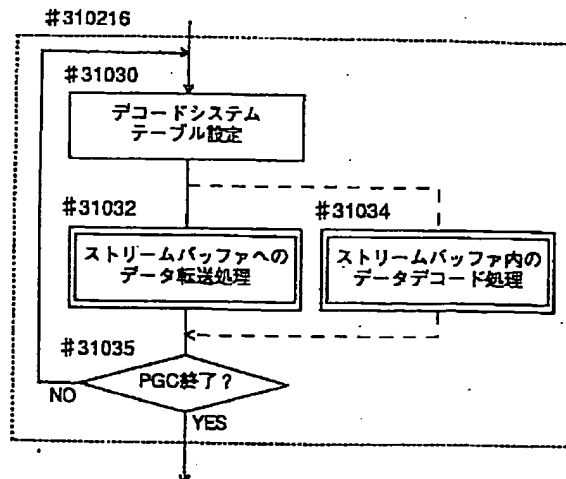 #310216
#31030
デコードシステム
テーブル設定
#31032
#31034
ストリームバッファへの
データ転送処理
ストリームバッファ内の
データデコード処理
#31035
PGC終了?
NO
YES